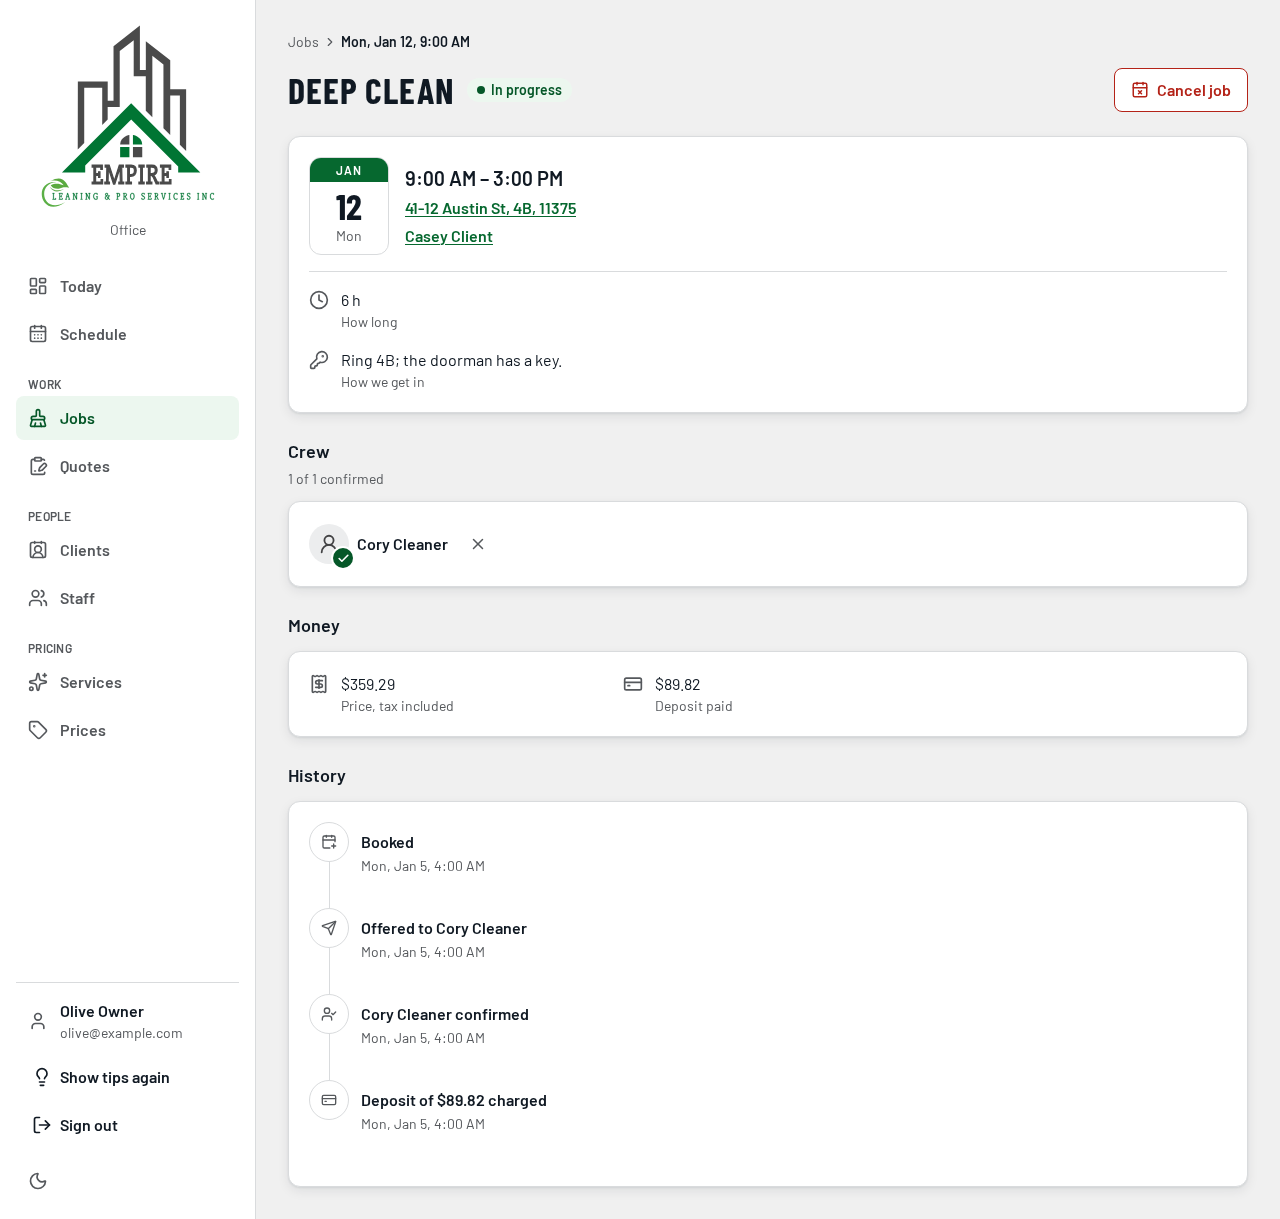 EMPIRE
LEANING & PRO SERVICES INC
Office
Today
Schedule
WORK
Jobs
Quotes
PEOPLE
Clients
Staff
PRICING
Services
Prices
Olive Owner
olive@example.com
Show tips again
Sign out
Jobs > Mon, Jan 12, 9:00 AM
DEEP CLEAN
In progress
Cancel job
JAN
12
Mon
9:00 AM – 3:00 PM
41-12 Austin St, 4B, 11375
Casey Client
6 h
How long
Ring 4B; the doorman has a key.
How we get in
Crew
1 of 1 confirmed
Cory Cleaner
Money
$359.29
Price, tax included
$89.82
Deposit paid
History
Booked
Mon, Jan 5, 4:00 AM
Offered to Cory Cleaner
Mon, Jan 5, 4:00 AM
Cory Cleaner confirmed
Mon, Jan 5, 4:00 AM
Deposit of $89.82 charged
Mon, Jan 5, 4:00 AM